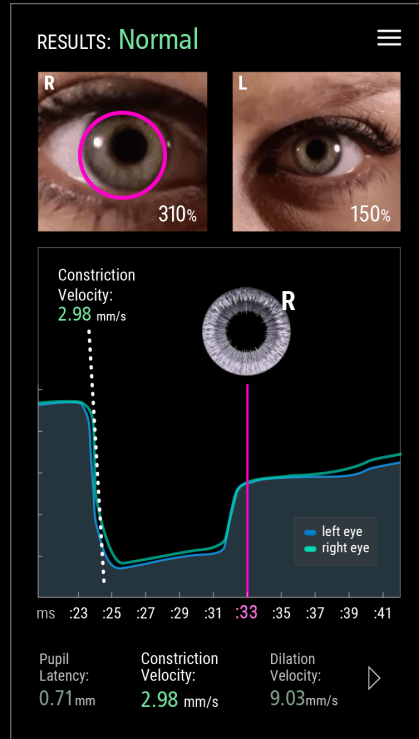 RESULTS: Normal
R
L
310%
150%
Constriction
Velocity:
2.98 mm/s
R
left eye
right eye
ms :23 :25 :27 :29 :31 :33 :35 :37 :39 :41
Pupil
Latency:
0.71mm
Constriction
Velocity:
2.98 mm/s
Dilation
Velocity:
9.03mm/s